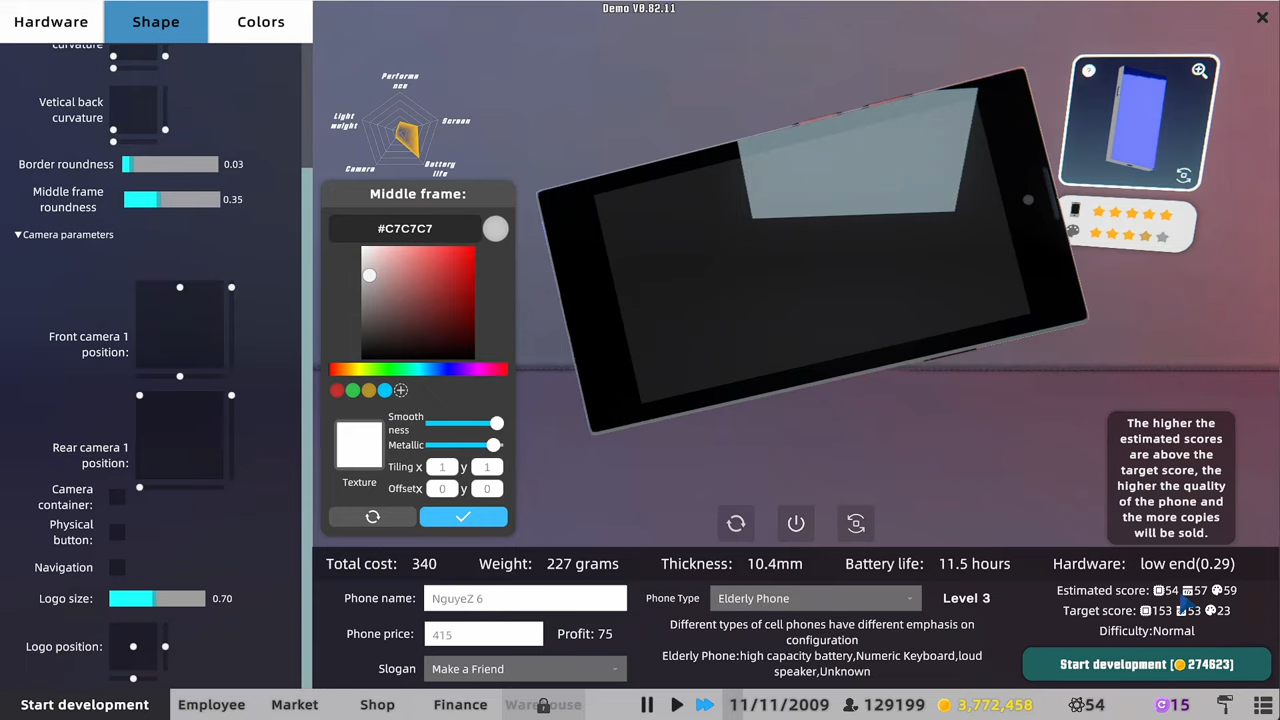 Demo V0.82.11
Hardware
Shape
Colors
curvature
Vetical back
curvature
Border roundness
0.03
Middle frame
roundness
0.35
▼Camera parameters
Front camera 1
position:
Rear camera 1
position:
Camera
container:
Physical
button:
Navigation
Logo size:
0.70
Logo position:
Performa
nce
Light
weight
Screen
Camera
Battery
life
Middle frame:
#C7C7C7
Smooth
ness
Metallic
Tiling x 1 y 1
Offset x 0 y 0
Texture
The higher the
estimated scores
are above the
target score, the
higher the quality
of the phone and
the more copies
will be sold.
Total cost: 340
Weight: 227 grams
Thickness: 10.4mm
Battery life: 11.5 hours
Hardware: low end(0.29)
Phone name: NguyeZ 6
Phone Type Elderly Phone Level 3
Estimated score: 54 57 59
Target score: 153 53 23
Difficulty:Normal
Phone price: 415 Profit: 75
Different types of cell phones have different emphasis on
configuration
Elderly Phone:high capacity battery,Numeric Keyboard,loud
speaker,Unknown
Slogan Make a Friend
Start development [274623]
Start development
Employee
Market
Shop
Finance
Warehouse
11/11/2009
129199
3,772,458
54
15